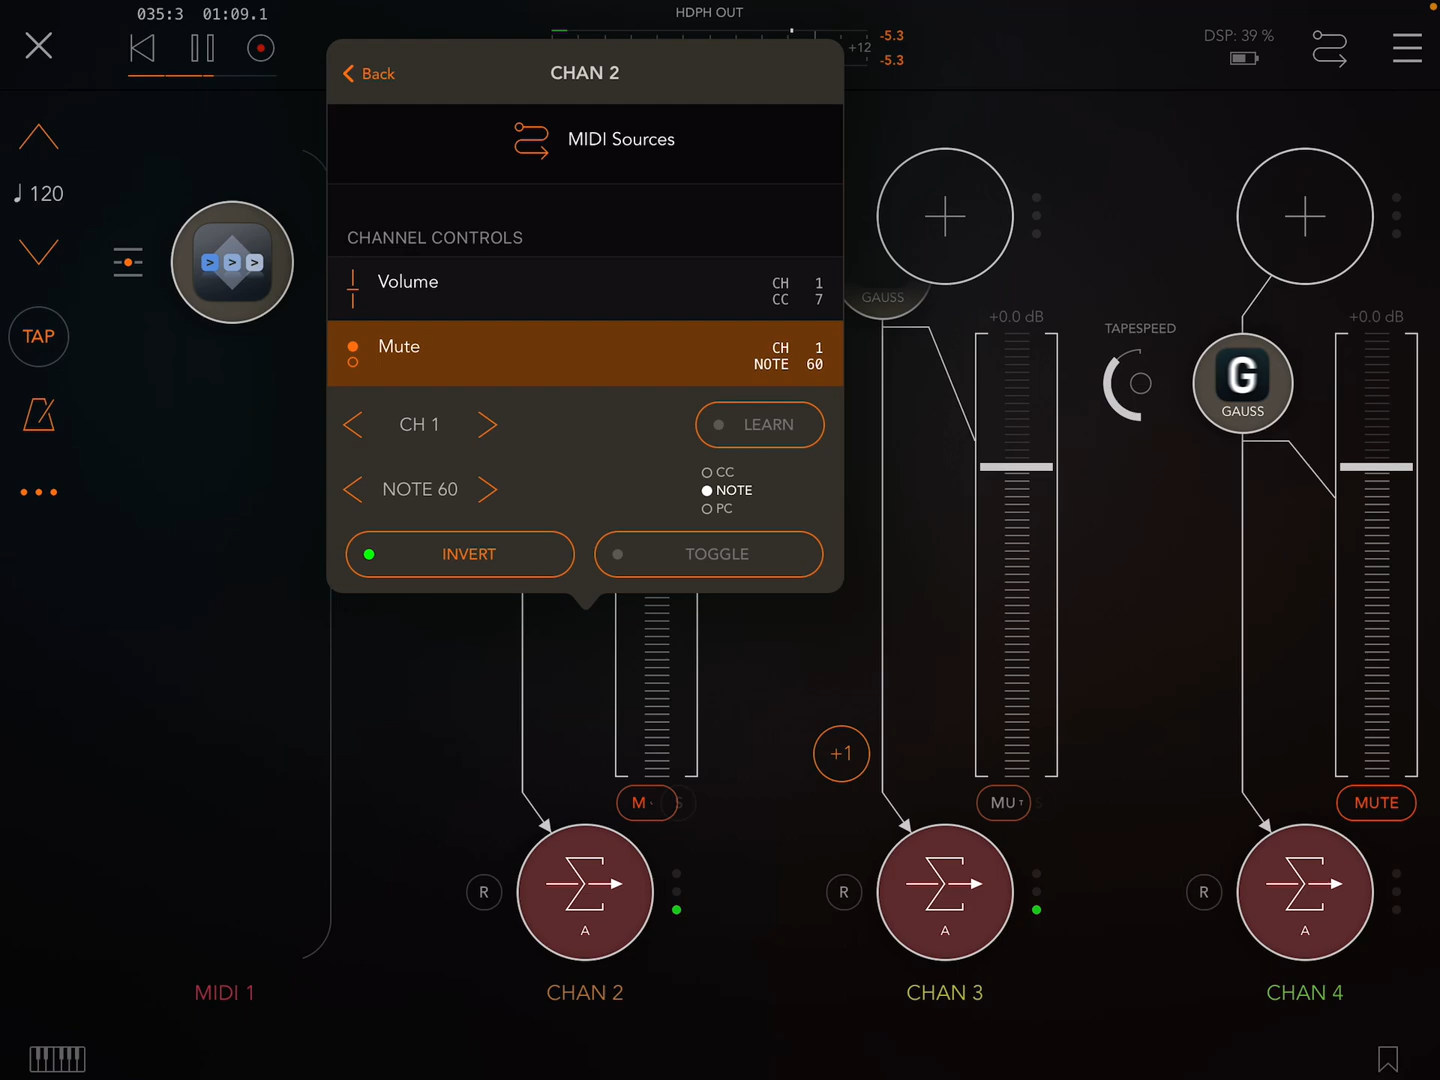 035:3 01:09.1
HDPH OUT
+12
-5.3
-5.3
DSP: 39 %
Back
CHAN 2
MIDI Sources
120
CHANNEL CONTROLS
Volume
CH 1
CC 7
Mute
CH 1
NOTE 60
TAP
CH 1
LEARN
NOTE 60
CC
NOTE
PC
INVERT
TOGGLE
GAUSS
+0.0 dB
TAPESPEED
+0.0 dB
G
GAUSS
+1
M
S
MUT
S
MUTE
R
A
R
A
R
A
MIDI 1
CHAN 2
CHAN 3
CHAN 4